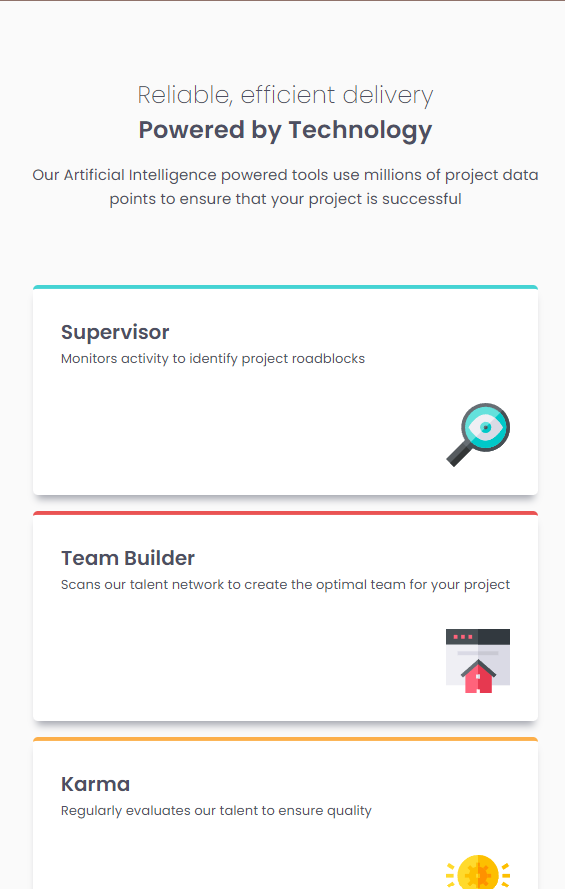 Reliable, efficient delivery
Powered by Technology
Our Artificial Intelligence powered tools use millions of project data
points to ensure that your project is successful
Supervisor
Monitors activity to identify project roadblocks
Team Builder
Scans our talent network to create the optimal team for your project
Karma
Regularly evaluates our talent to ensure quality